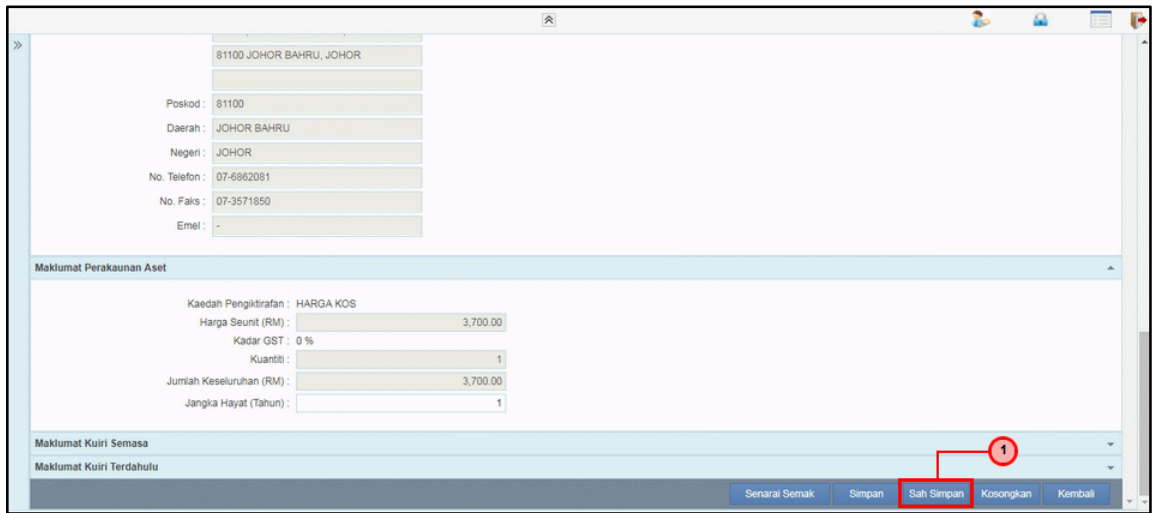 81100 JOHOR BAHRU, JOHOR
Poskod : 81100
Daerah : JOHOR BAHRU
Negeri : JOHOR
No. Telefon : 07-6862081
No. Faks : 07-3571850
Emel : -
Maklumat Perakaunan Aset
Kaedah Pengiktirafan : HARGA KOS
Harga Seunit (RM) : 3,700.00
Kadar GST : 0 %
Kuantiti : 1
Jumlah Keseluruhan (RM) : 3,700.00
Jangka Hayat (Tahun) : 1
Maklumat Kuiri Semasa
1
Maklumat Kuiri Terdahulu
Senarai Semak Simpan Sah Simpan Kosongkan Kembali